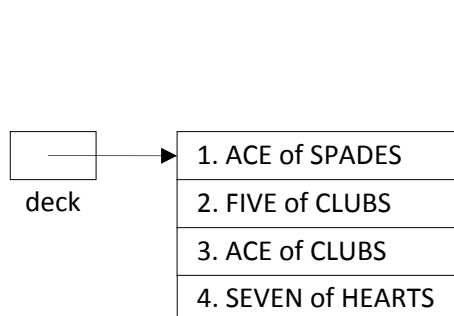 1. ACE of SPADES
deck
2. FIVE of CLUBS
3. ACE of CLUBS
4. SEVEN of HEARTS